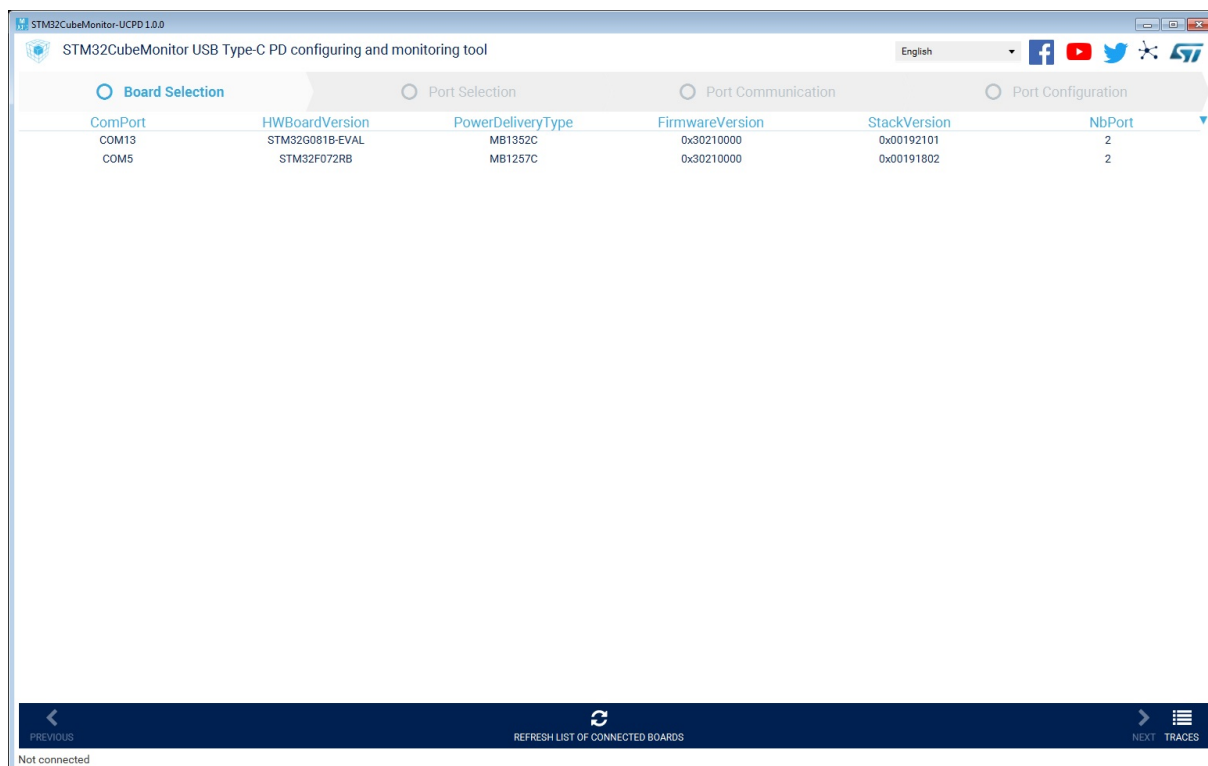 STM32CubeMonitor-UCPD 1.0.0
STM32CubeMonitor USB Type-C PD configuring and monitoring tool
English
Board Selection Port Selection Port Communication Port Configuration
ComPort HWBoardVersion PowerDeliveryType FirmwareVersion StackVersion NbPort
COM13 STM32G081B-EVAL MB1352C 0x30210000 0x00192101 2
COM5 STM32F072RB MB1257C 0x30210000 0x00191802 2
PREVIOUS REFRESH LIST OF CONNECTED BOARDS NEXT TRACES
Not connected